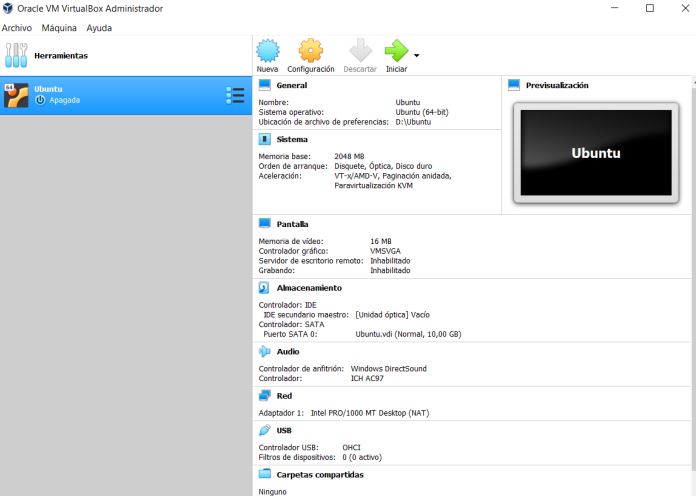 Oracle VM VirtualBox Administrador
Archivo Máquina Ayuda
Herramientas
Nueva Configuración Descartar Iniciar
64
Ubuntu
Apagada
General
Nombre: Ubuntu
Sistema operativo: Ubuntu (64-bit)
Ubicación de archivo de preferencias: D:\Ubuntu
Previsualización
Ubuntu
Sistema
Memoria base: 2048 MB
Orden de arranque: Disquete, Óptica, Disco duro
Aceleración: VT-x/AMD-V, Paginación anidada,
Paravirtualización KVM
Pantalla
Memoria de vídeo: 16 MB
Controlador gráfico: VMSVGA
Servidor de escritorio remoto: Inhabilitado
Grabando: Inhabilitado
Almacenamiento
Controlador: IDE
IDE secundario maestro: [Unidad óptica] Vacío
Controlador: SATA
Puerto SATA 0: Ubuntu.vdi (Normal, 10,00 GB)
Audio
Controlador de anfitrión: Windows DirectSound
Controlador: ICH AC97
Red
Adaptador 1: Intel PRO/1000 MT Desktop (NAT)
USB
Controlador USB: OHCI
Filtros de dispositivos: 0 (0 activo)
Carpetas compartidas
Ninguno